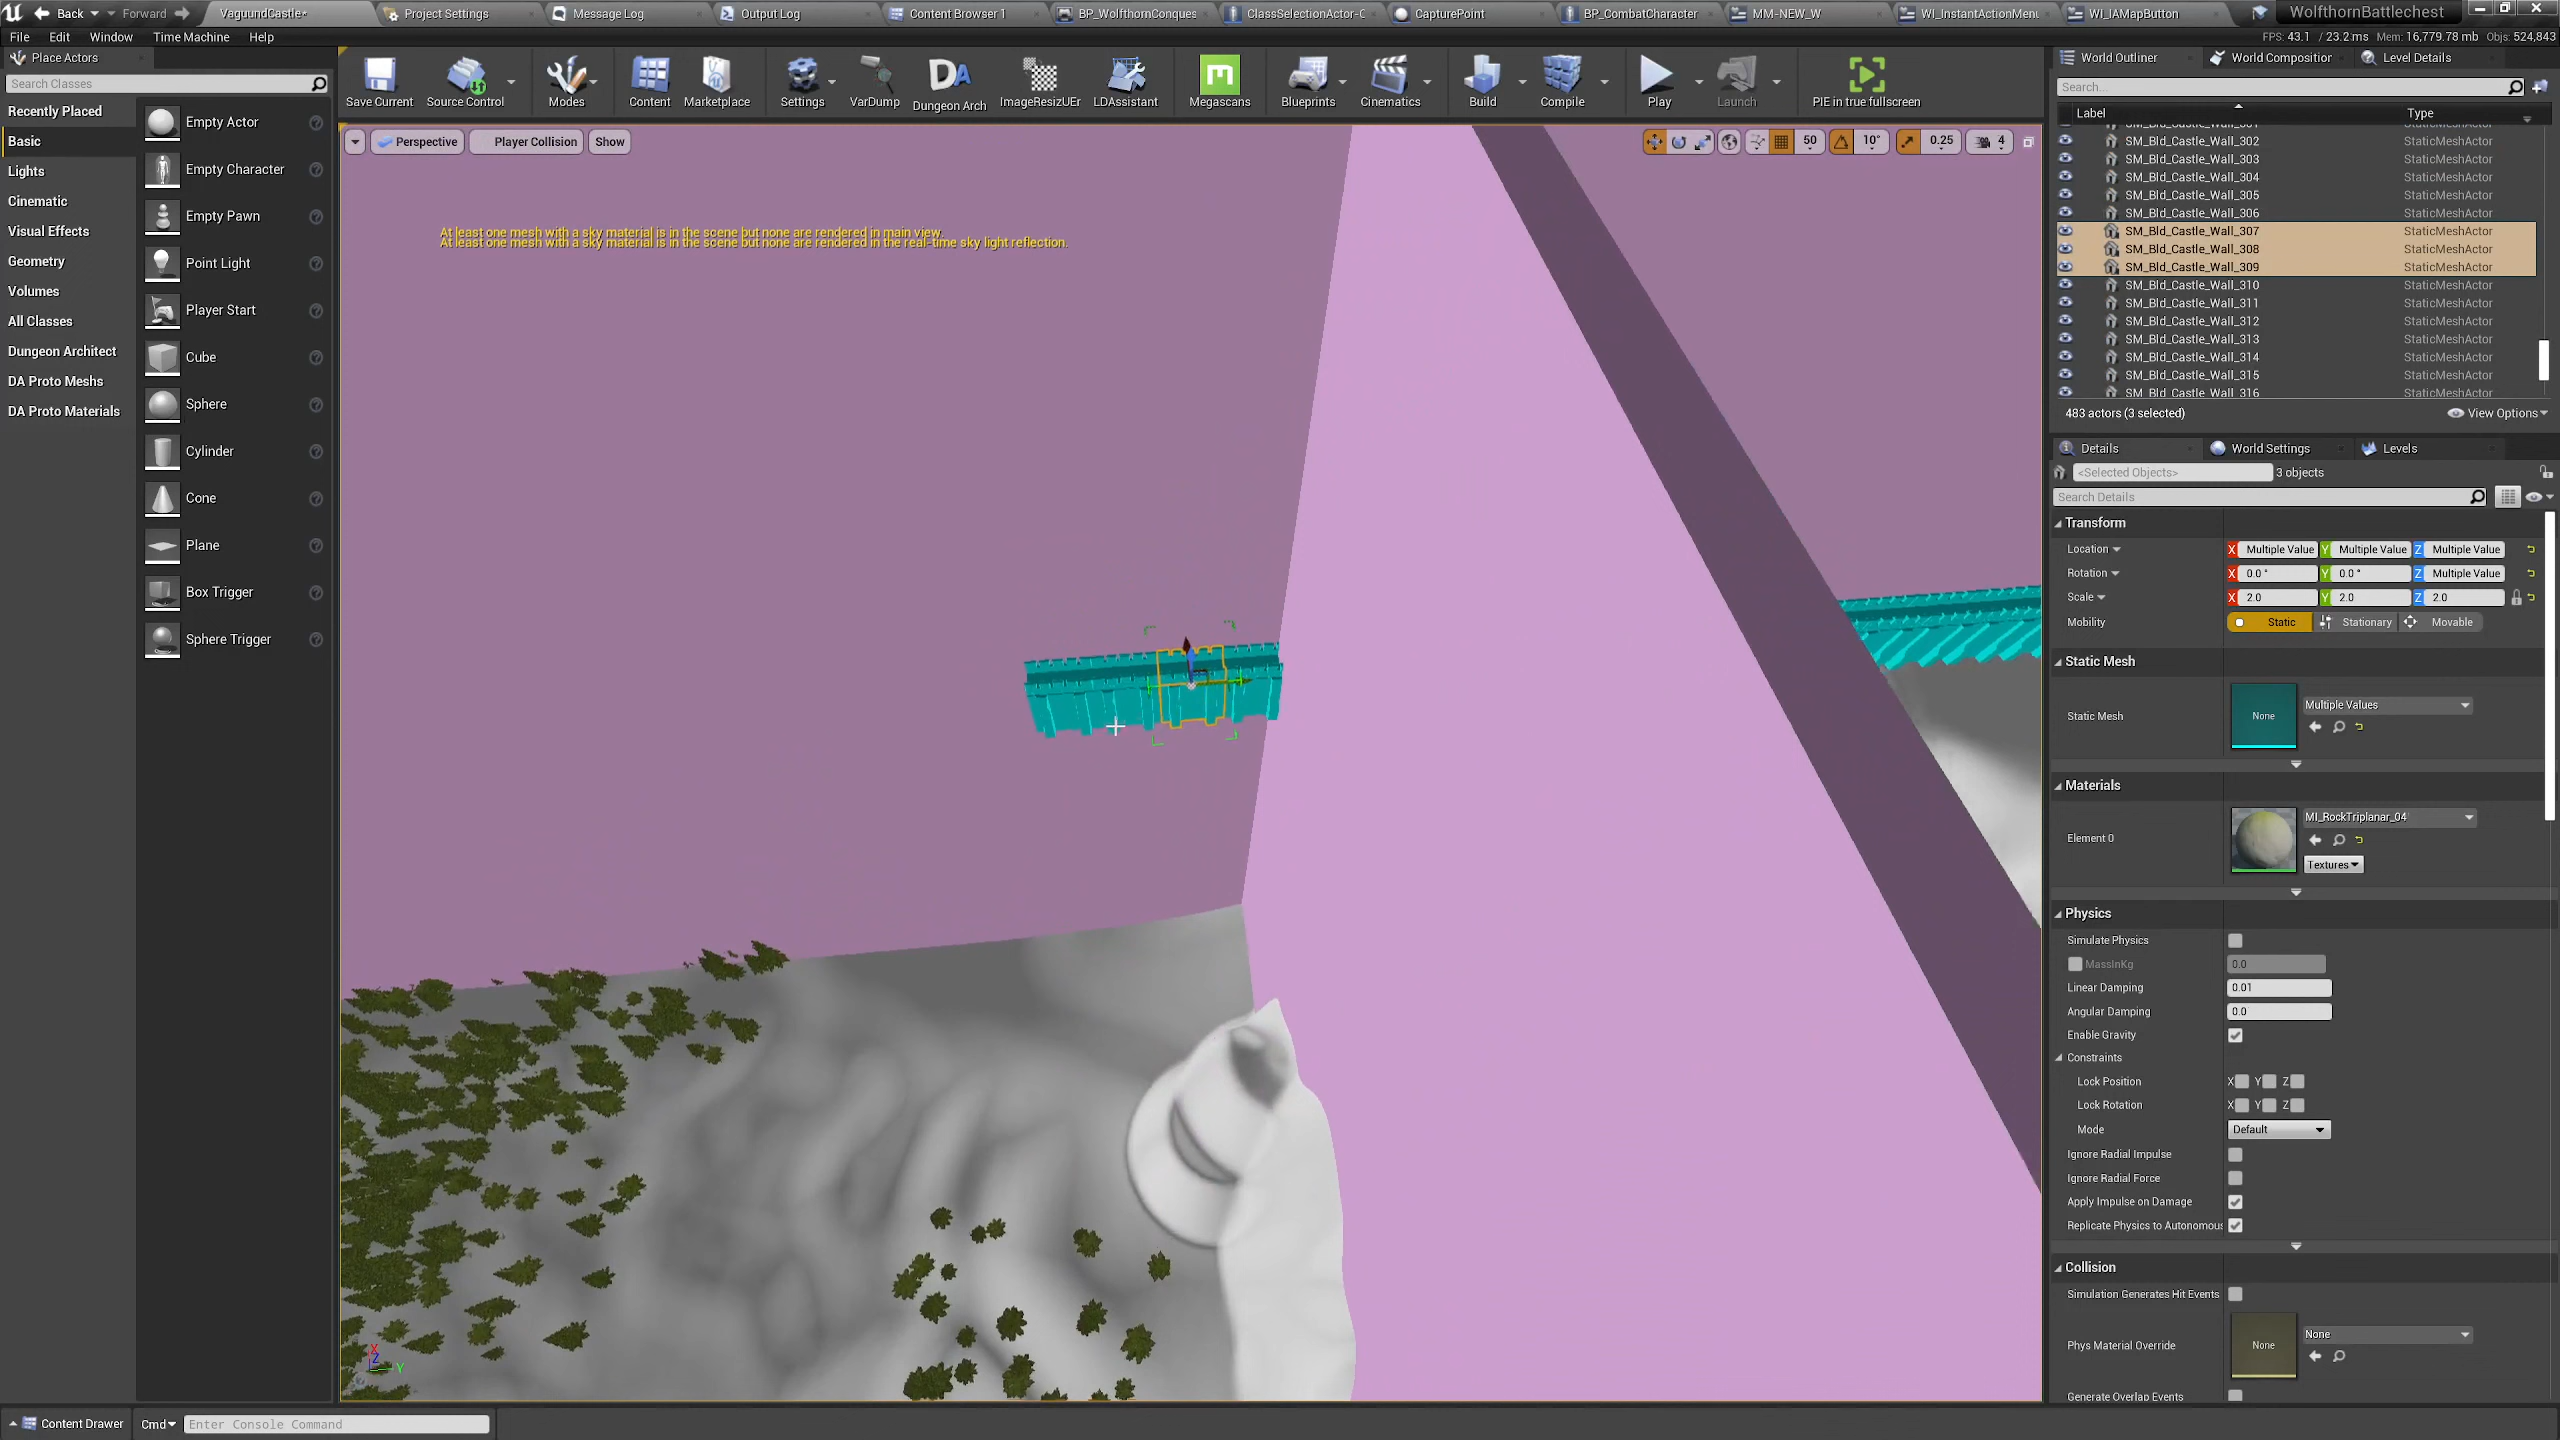 Back Forward VaguundCastle• Project Settings Message Log Output Log Content Browser 1 BP_WolfthornConques ClassSelectionActor-C CapturePoint BP_CombatCharacter MM-NEW_W WI_InstantActionMenu WI_IAMapButton WolfthornBattlechest
File Edit Window Time Machine Help FPS: 43.1 / 23.2 ms Mem: 16,779.78 mb Objs: 524,843
Place Actors
Search Classes
Recently Placed
Basic
Lights
Cinematic
Visual Effects
Geometry
Volumes
All Classes
Dungeon Architect
DA Proto Meshs
DA Proto Materials
Empty Actor
Empty Character
Empty Pawn
Point Light
Player Start
Cube
Sphere
Cylinder
Cone
Plane
Box Trigger
Sphere Trigger
Save Current Source Control Modes Content Marketplace Settings VarDump Dungeon Arch ImageResizUEr LDAssistant Megascans Blueprints Cinematics Build Compile Play Launch PIE in true fullscreen
Perspective Player Collision Show 50 10° 0.25 4
At least one mesh with a sky material is in the scene but none are rendered in main view.
At least one mesh with a sky material is in the scene but none are rendered in the real-time sky light reflection.
X
Z
Y
World Outliner World Composition Level Details
Search...
Label Type
SM_Bld_Castle_Wall_301 StaticMeshActor
SM_Bld_Castle_Wall_302 StaticMeshActor
SM_Bld_Castle_Wall_303 StaticMeshActor
SM_Bld_Castle_Wall_304 StaticMeshActor
SM_Bld_Castle_Wall_305 StaticMeshActor
SM_Bld_Castle_Wall_306 StaticMeshActor
SM_Bld_Castle_Wall_307 StaticMeshActor
SM_Bld_Castle_Wall_308 StaticMeshActor
SM_Bld_Castle_Wall_309 StaticMeshActor
SM_Bld_Castle_Wall_310 StaticMeshActor
SM_Bld_Castle_Wall_311 StaticMeshActor
SM_Bld_Castle_Wall_312 StaticMeshActor
SM_Bld_Castle_Wall_313 StaticMeshActor
SM_Bld_Castle_Wall_314 StaticMeshActor
SM_Bld_Castle_Wall_315 StaticMeshActor
SM_Bld_Castle_Wall_316 StaticMeshActor
483 actors (3 selected) View Options
Details World Settings Levels
<Selected Objects> 3 objects
Search Details
Transform
Location X Multiple Value Y Multiple Value Z Multiple Value
Rotation X 0.0 ° Y 0.0 ° Z Multiple Value
Scale X 2.0 Y 2.0 Z 2.0
Mobility Static Stationary Movable
Static Mesh
Static Mesh None Multiple Values
Materials
Element 0 MI_RockTriplanar_04
Textures
Physics
Simulate Physics
MassInKg 0.0
Linear Damping 0.01
Angular Damping 0.0
Enable Gravity
Constraints
Lock Position X Y Z
Lock Rotation X Y Z
Mode Default
Ignore Radial Impulse
Ignore Radial Force
Apply Impulse on Damage
Replicate Physics to Autonomous
Collision
Simulation Generates Hit Events
Phys Material Override None None
Generate Overlap Events
Content Drawer Cmd Enter Console Command